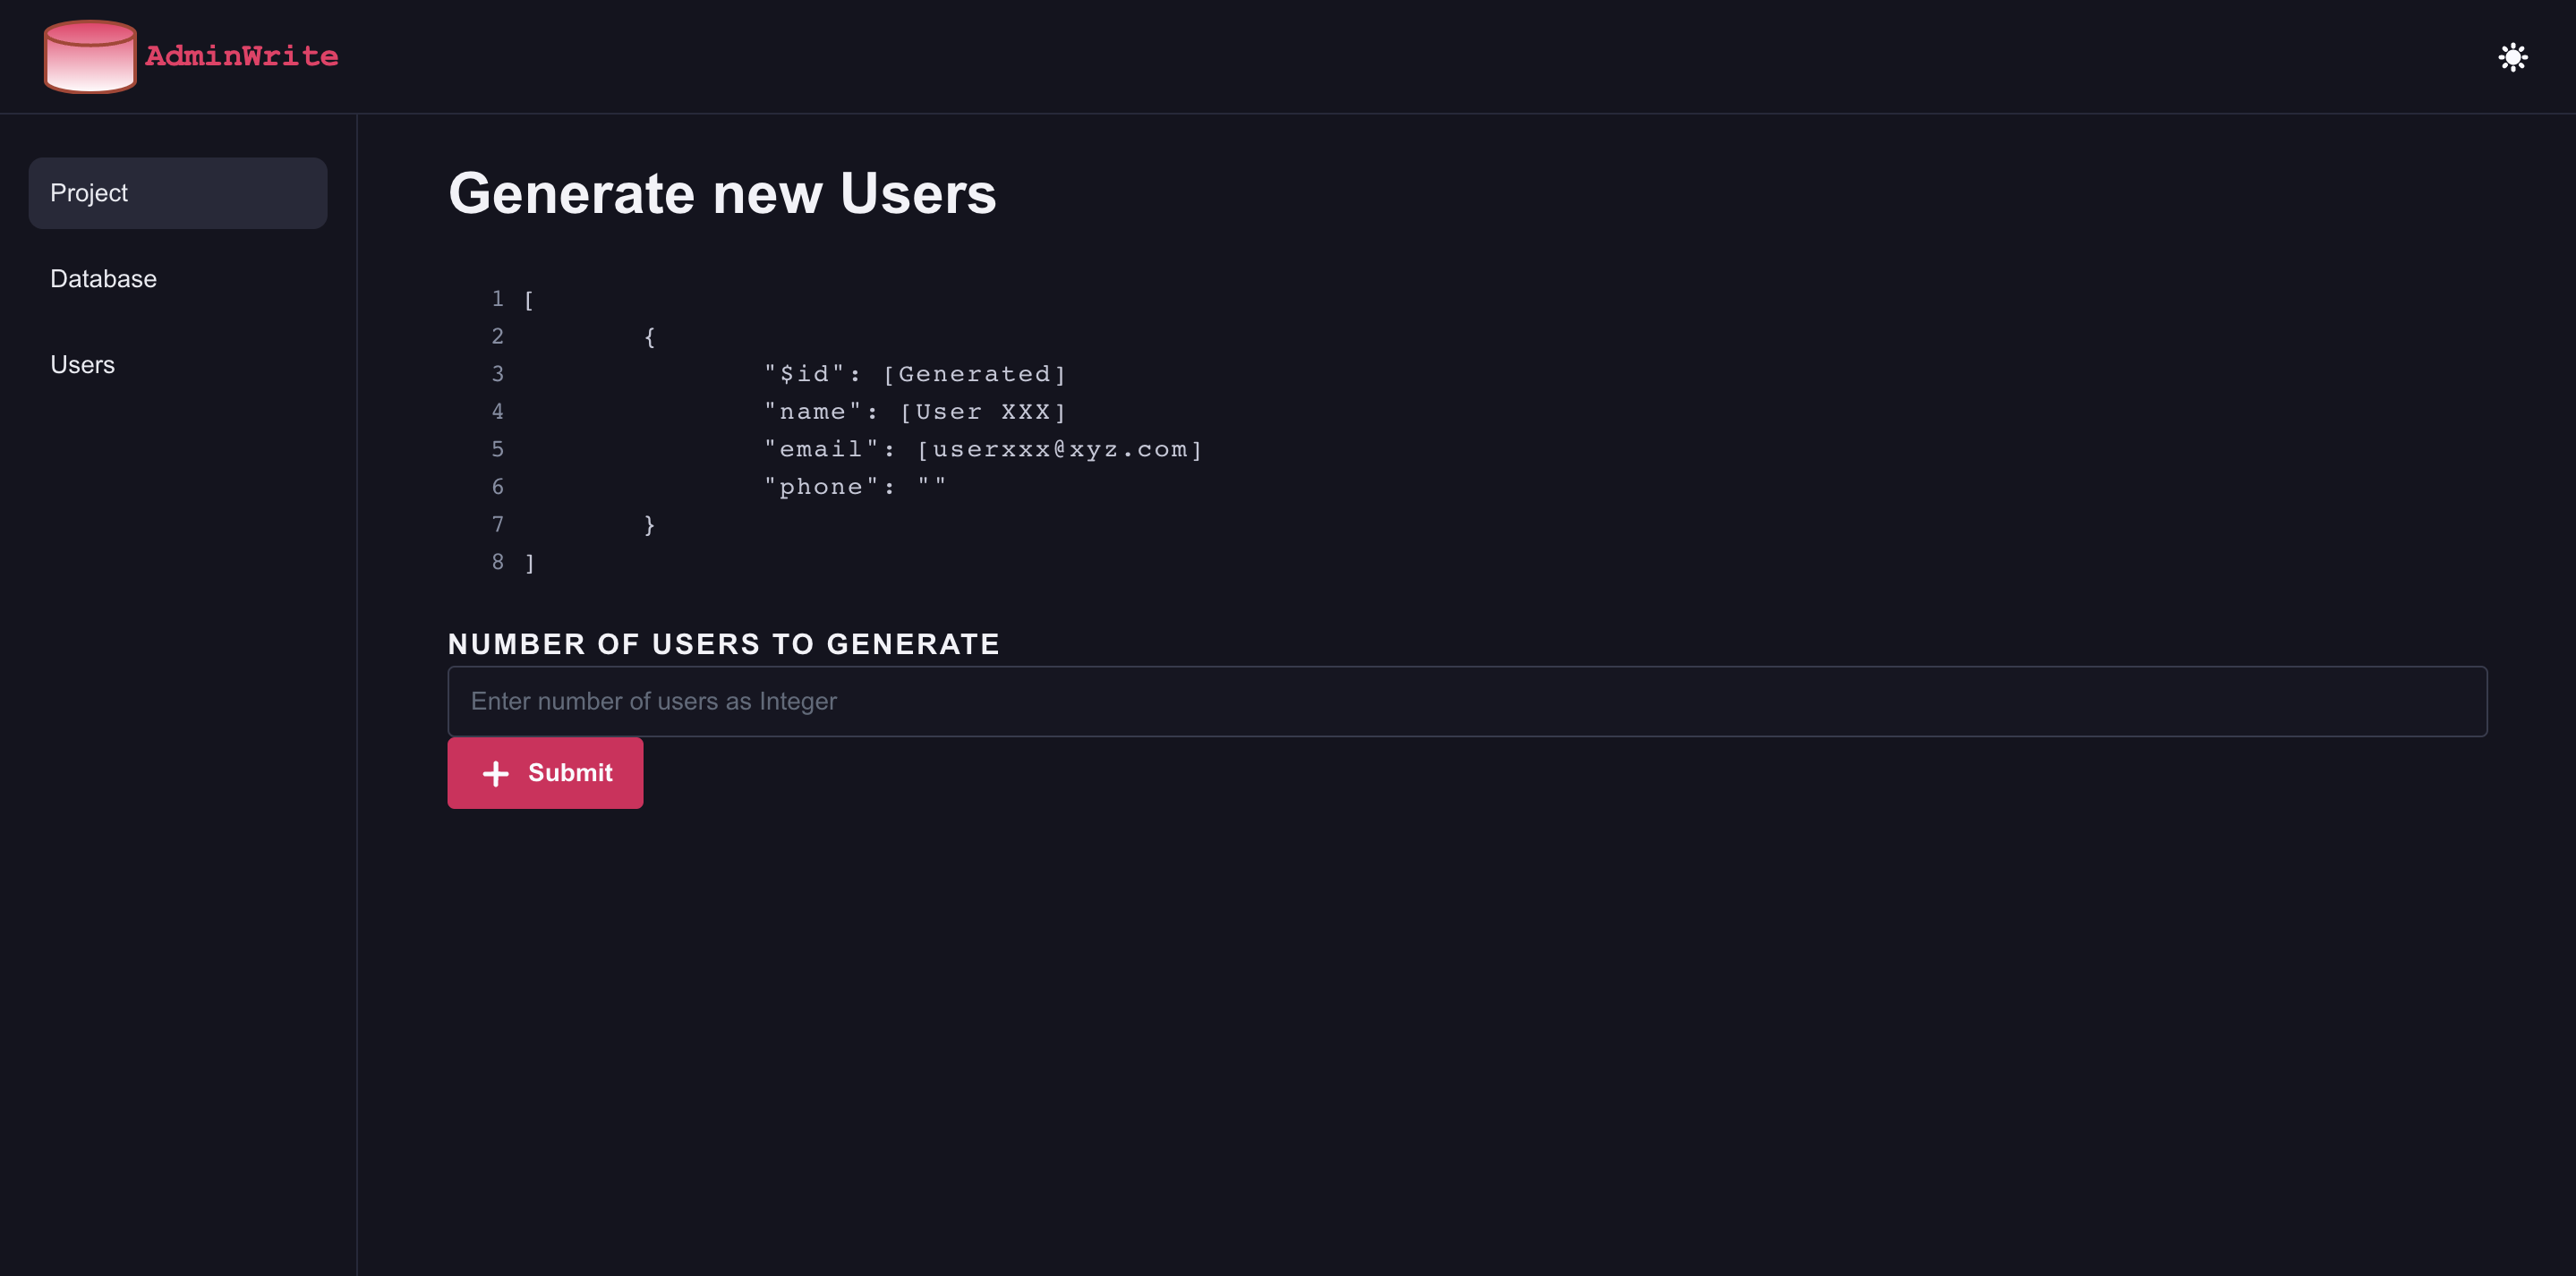 AdminWrite
Project
Database
Users
Generate new Users
1 [
2 {
3 "$id": [Generated]
4 "name": [User XXX]
5 "email": [userxxx@xyz.com]
6 "phone": ""
7 }
8 ]
NUMBER OF USERS TO GENERATE
Enter number of users as Integer
Submit